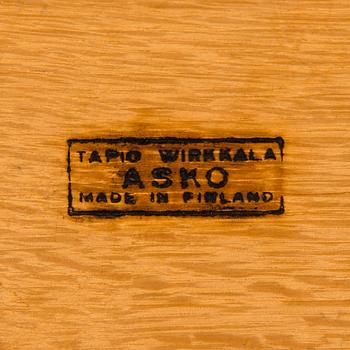 TAPIO WIRKKALA
ASKO
MADE IN FINLAND